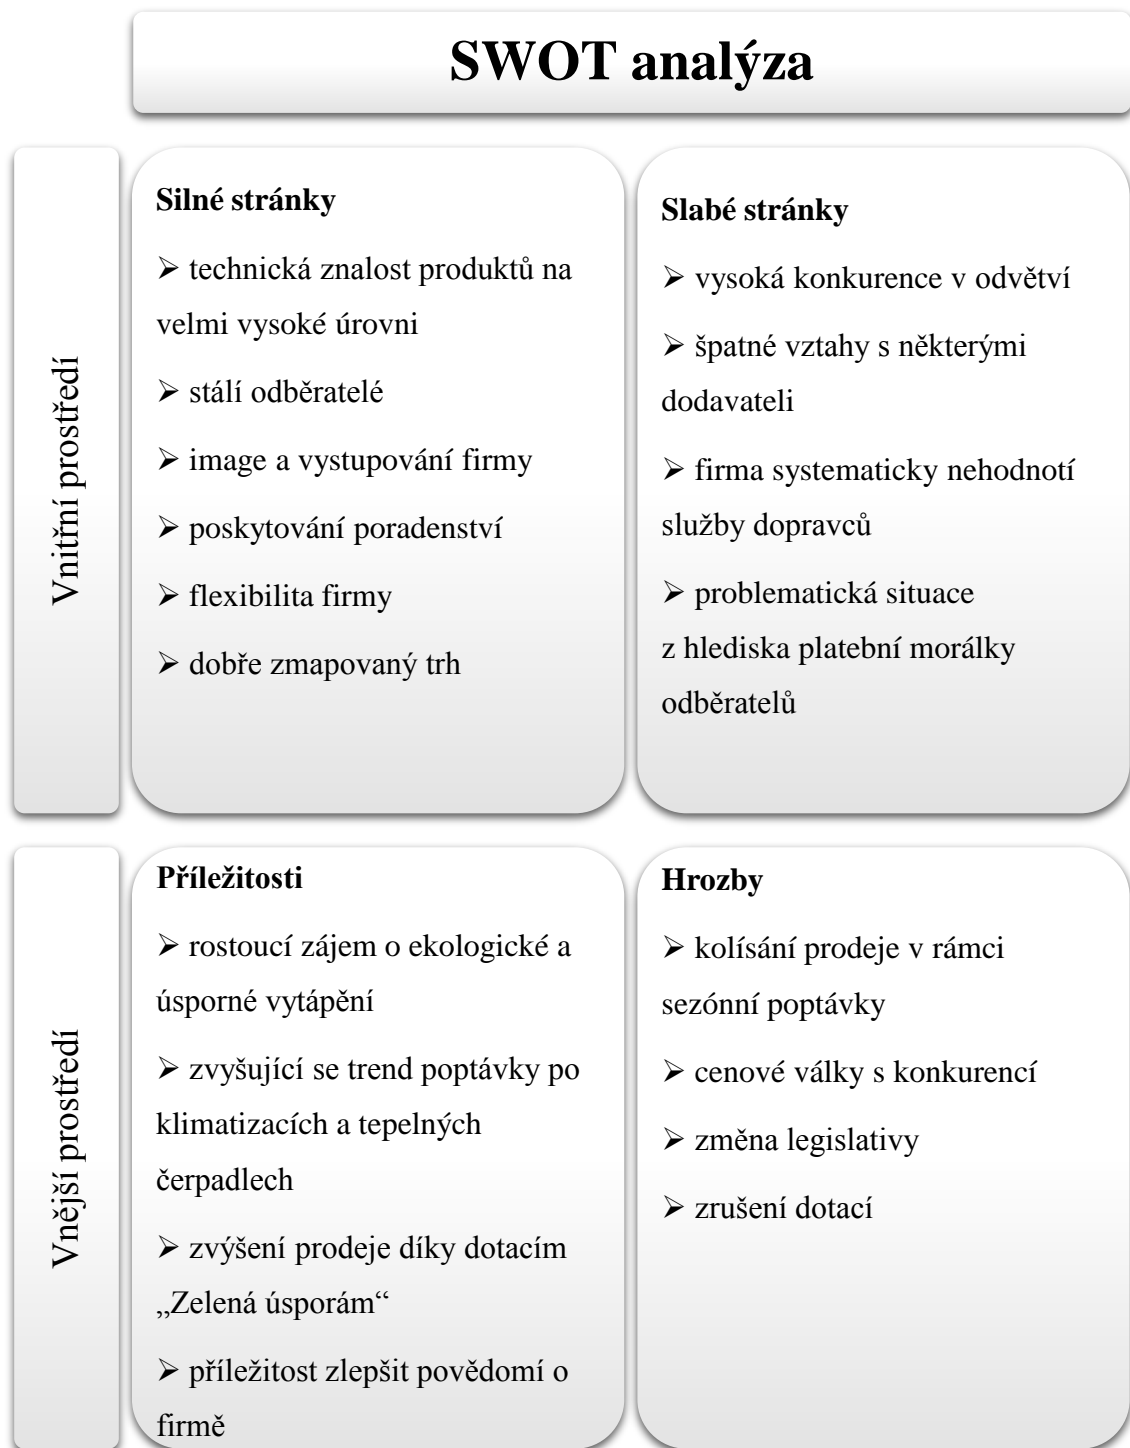 SWOT analýza
Vnitřní prostředí
Silné stránky
➢ technická znalost produktů na
velmi vysoké úrovni
➢ stálí odběratelé
➢ image a vystupování firmy
➢ poskytování poradenství
➢ flexibilita firmy
➢ dobře zmapovaný trh
Slabé stránky
➢ vysoká konkurence v odvětví
➢ špatné vztahy s některými
dodavateli
➢ firma systematicky nehodnotí
služby dopravců
➢ problematická situace
z hlediska platební morálky
odběratelů
Vnější prostředí
Příležitosti
➢ rostoucí zájem o ekologické a
úsporné vytápění
➢ zvyšující se trend poptávky po
klimatizacích a tepelných
čerpadlech
➢ zvýšení prodeje díky dotacím
„Zelená úsporám“
➢ příležitost zlepšit povědomí o
firmě
Hrozby
➢ kolísání prodeje v rámci
sezónní poptávky
➢ cenové války s konkurencí
➢ změna legislativy
➢ zrušení dotací